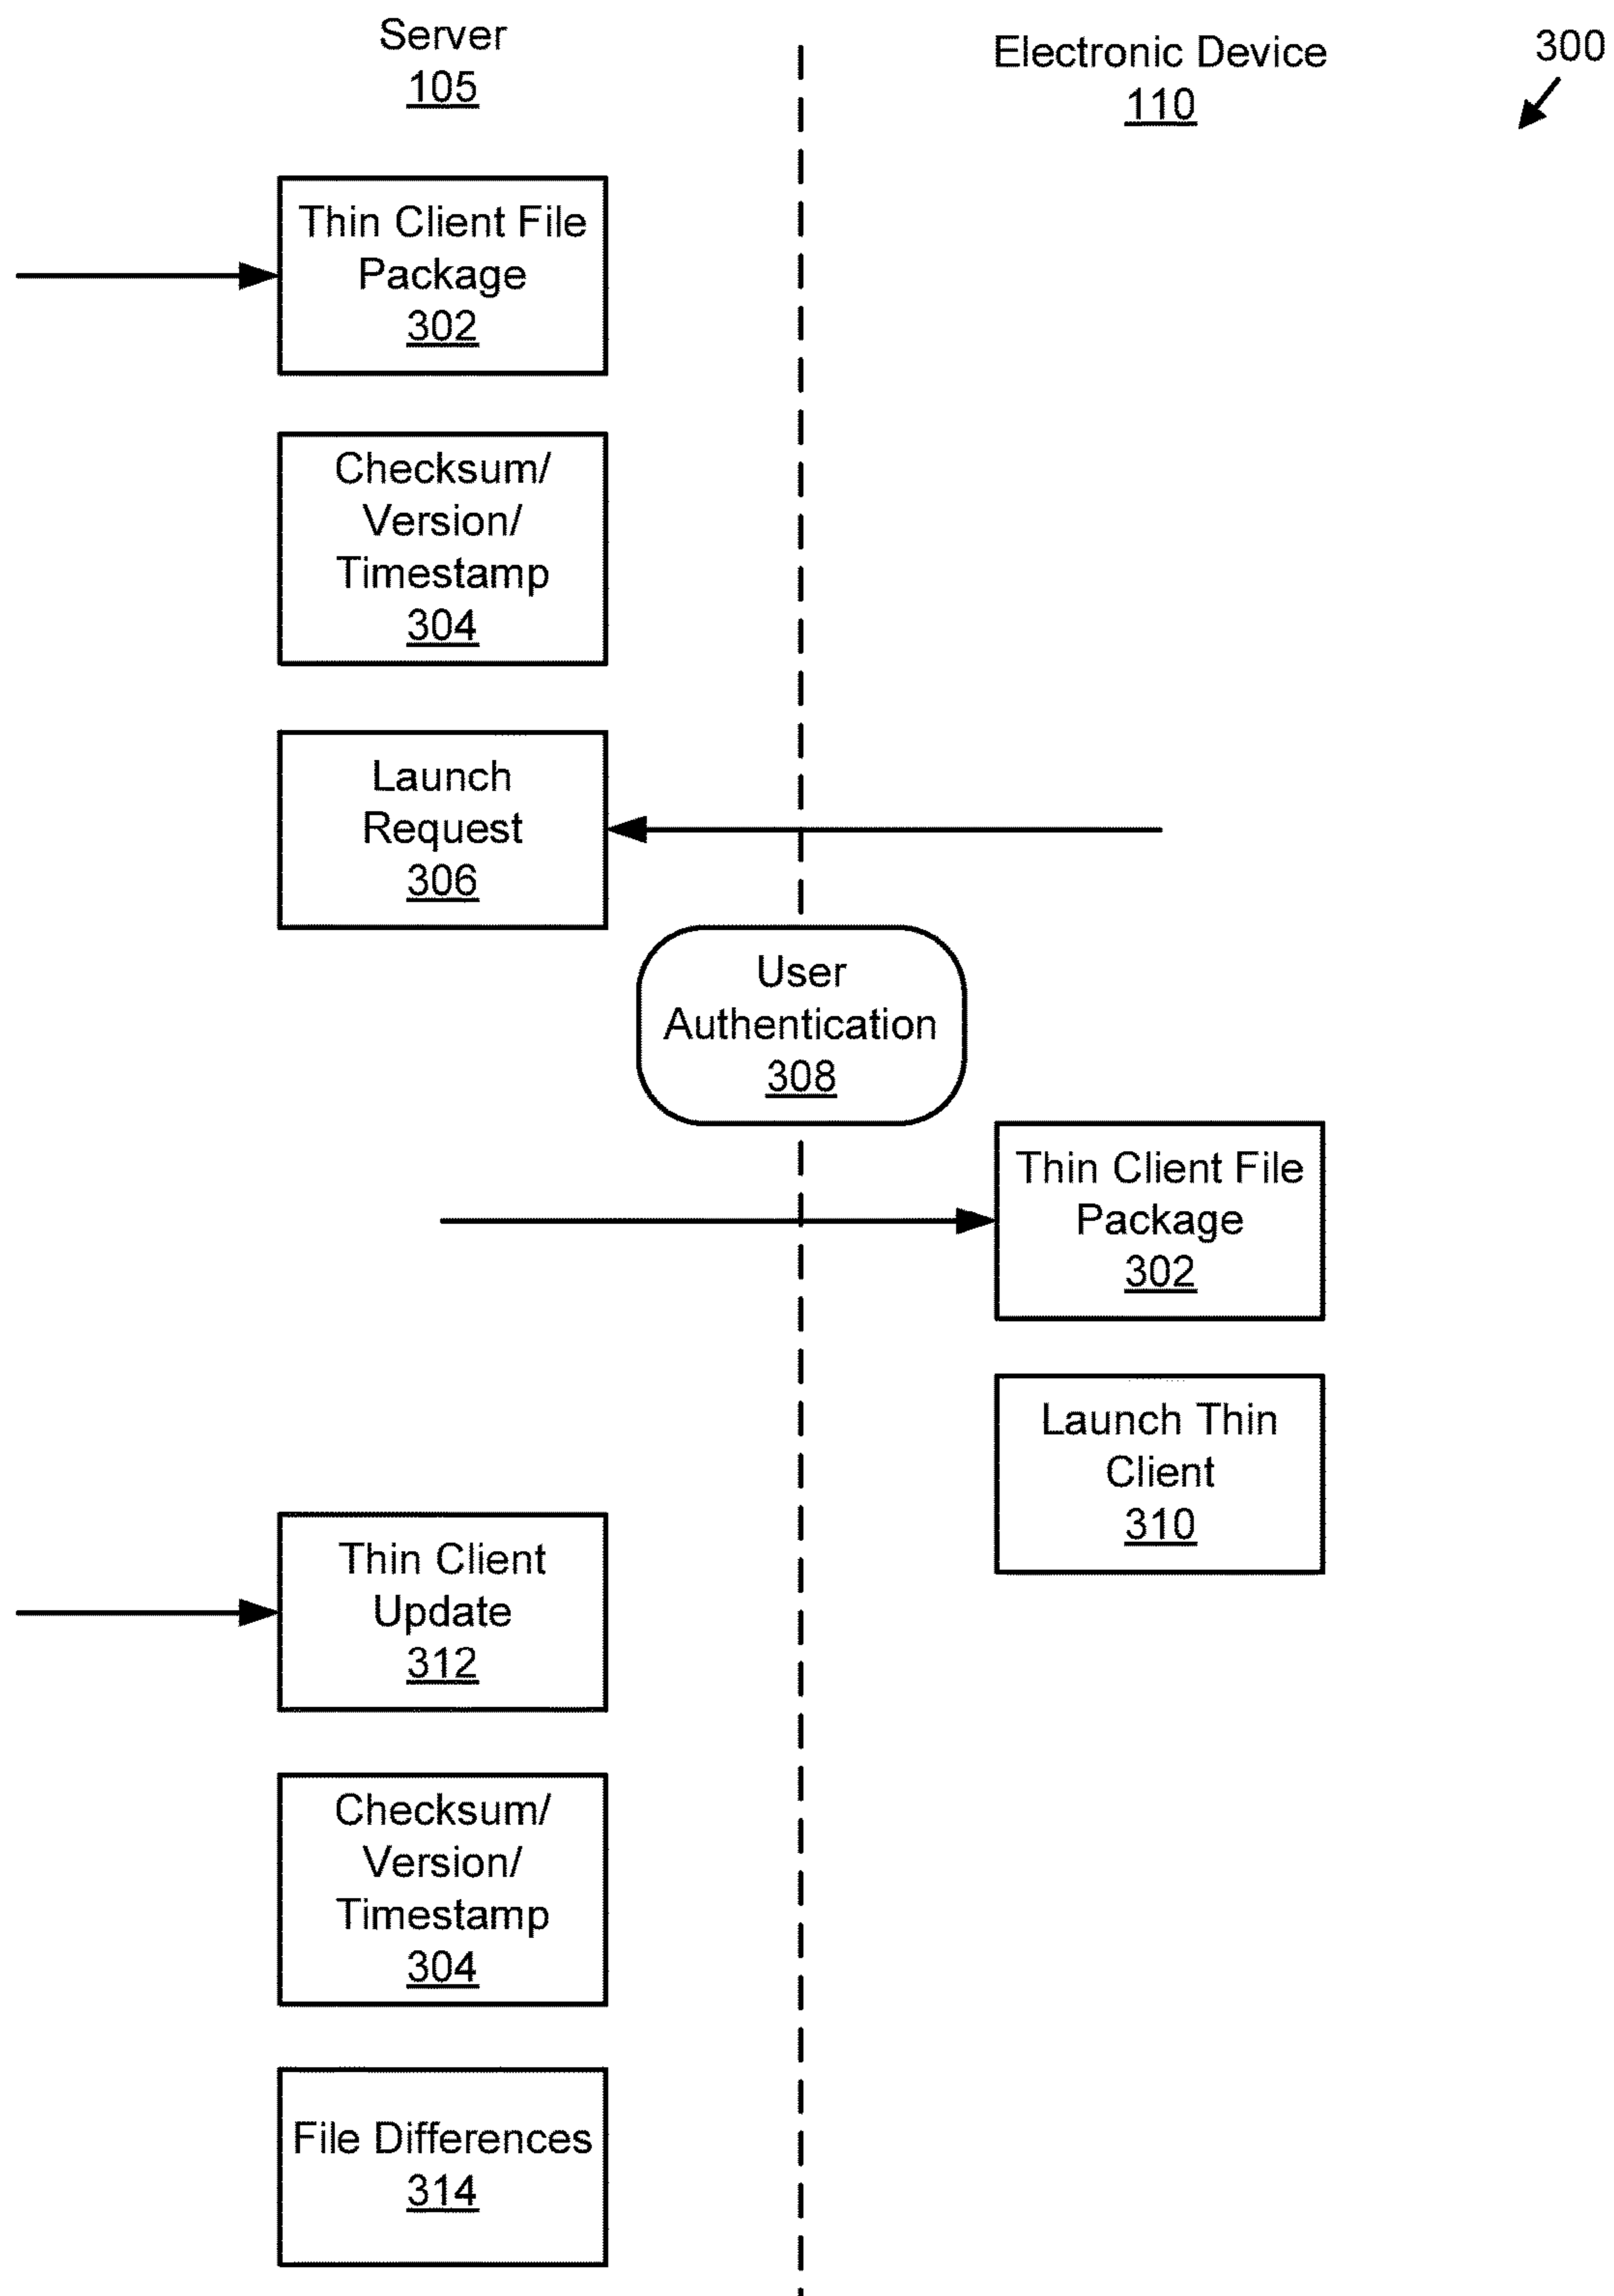 Server
105
Electronic Device
110
300
Thin Client File
Package
302
Checksum/
Version/
Timestamp
304
Launch
Request
306
User
Authentication
308
Thin Client File
Package
302
Launch Thin
Client
310
Thin Client
Update
312
Checksum/
Version/
Timestamp
304
File Differences
314